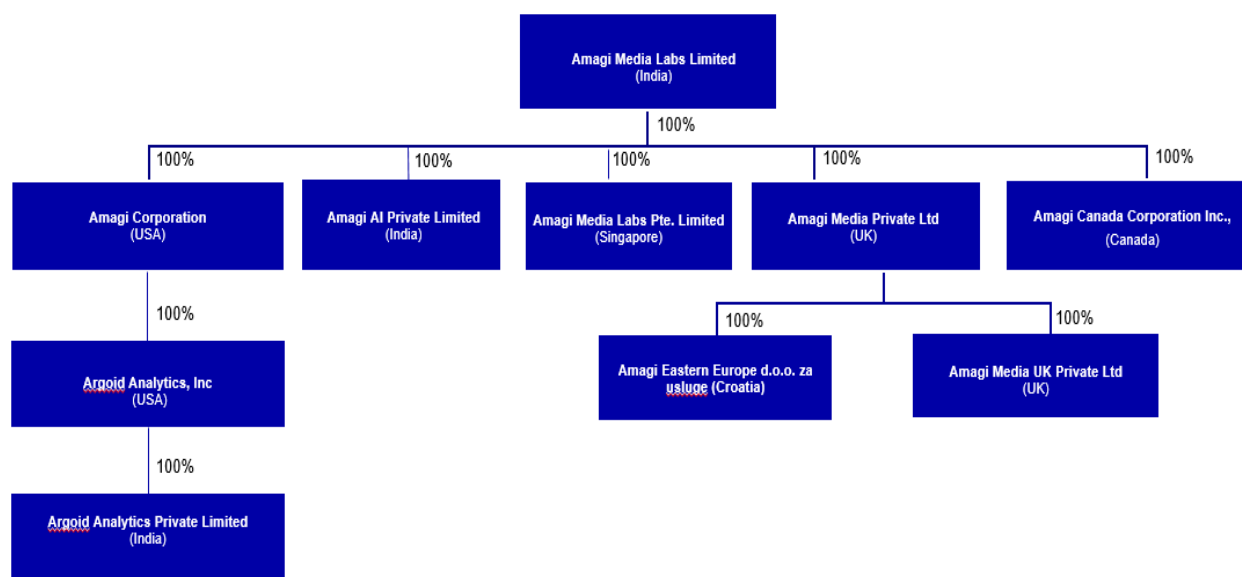 Amagi Media Labs Limited
(India)
100%
100%
100%
100%
100%
100%
Amagi Corporation
(USA)
Amagi AI Private Limited
(India)
Amagi Media Labs Pte. Limited
(Singapore)
Amagi Media Private Ltd
(UK)
Amagi Canada Corporation Inc.,
(Canada)
100%
100%
100%
Argoid Analytics, Inc
(USA)
Amagi Eastern Europe d.o.o. za
usluge (Croatia)
Amagi Media UK Private Ltd
(UK)
100%
Argoid Analytics Private Limited
(India)